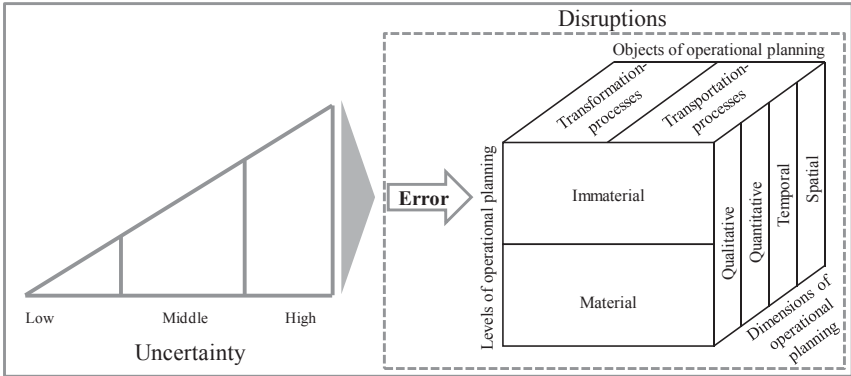 Disruptions
Objects of operational planning
Transformation-
processes
Transportation-
processes
Levels of operational planning
Immaterial
Material
Qualitative
Quantitative
Temporal
Spatial
Dimensions of
operational
planning
Error
Low
Middle
High
Uncertainty